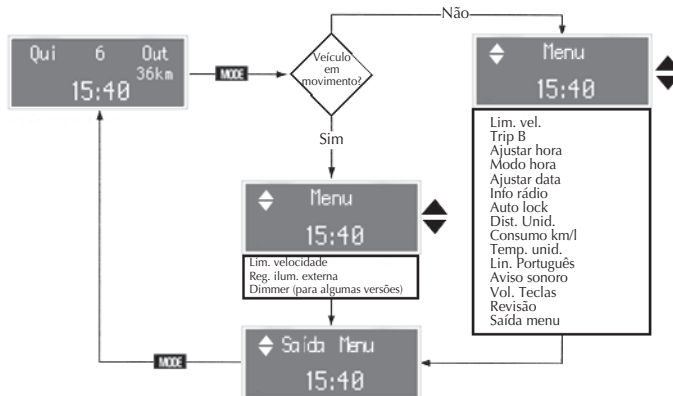 Qui 6 Out
36km
15:40
MODE
Veículo
em
movimento?
Não
Menu
15:40
Lim. vel.
Trip B
Ajustar hora
Modo hora
Ajustar data
Info rádio
Auto lock
Dist. Unid.
Consumo km/l
Temp. unid.
Lin. Português
Aviso sonoro
Vol. Teclas
Revisão
Saída menu
Sim
Menu
15:40
Lim. velocidade
Reg. ilum. externa
Dimmer (para algumas versões)
Saída Menu
15:40
MODE